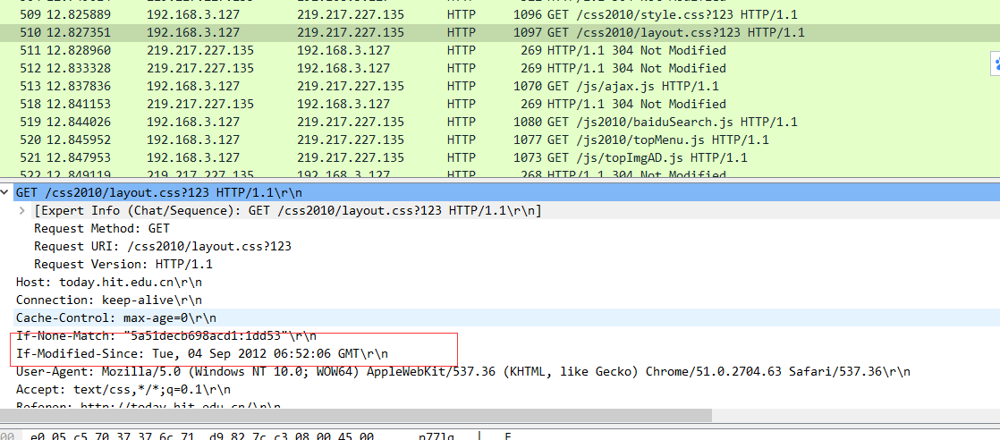 509 12.825889 192.168.3.127 219.217.227.135 HTTP 1096 GET /css2010/style.css?123 HTTP/1.1
510 12.827351 192.168.3.127 219.217.227.135 HTTP 1097 GET /css2010/layout.css?123 HTTP/1.1
511 12.828960 219.217.227.135 192.168.3.127 HTTP 269 HTTP/1.1 304 Not Modified
512 12.833328 219.217.227.135 192.168.3.127 HTTP 269 HTTP/1.1 304 Not Modified
513 12.837836 192.168.3.127 219.217.227.135 HTTP 1070 GET /js/ajax.js HTTP/1.1
518 12.841153 219.217.227.135 192.168.3.127 HTTP 269 HTTP/1.1 304 Not Modified
519 12.844026 192.168.3.127 219.217.227.135 HTTP 1080 GET /js2010/baiduSearch.js HTTP/1.1
520 12.845952 192.168.3.127 219.217.227.135 HTTP 1077 GET /js2010/topMenu.js HTTP/1.1
521 12.847953 192.168.3.127 219.217.227.135 HTTP 1073 GET /js/topImgAD.js HTTP/1.1
522 12.849119 219.217.227.135 192.168.3.127 HTTP 268 HTTP/1.1 304 Not Modified
GET /css2010/layout.css?123 HTTP/1.1\r\n
[Expert Info (Chat/Sequence): GET /css2010/layout.css?123 HTTP/1.1\r\n]
Request Method: GET
Request URI: /css2010/layout.css?123
Request Version: HTTP/1.1
Host: today.hit.edu.cn\r\n
Connection: keep-alive\r\n
Cache-Control: max-age=0\r\n
If-None-Match: "5a51decb698acd1:1dd53"\r\n
If-Modified-Since: Tue, 04 Sep 2012 06:52:06 GMT\r\n
User-Agent: Mozilla/5.0 (Windows NT 10.0; WOW64) AppleWebKit/537.36 (KHTML, like Gecko) Chrome/51.0.2704.63 Safari/537.36\r\n
Accept: text/css,*/*;q=0.1\r\n
Referer: http://today.hit.edu.cn/\r\n
e0 05 c5 70 37 37 6c 71 d9 82 7c c3 08 00 45 00